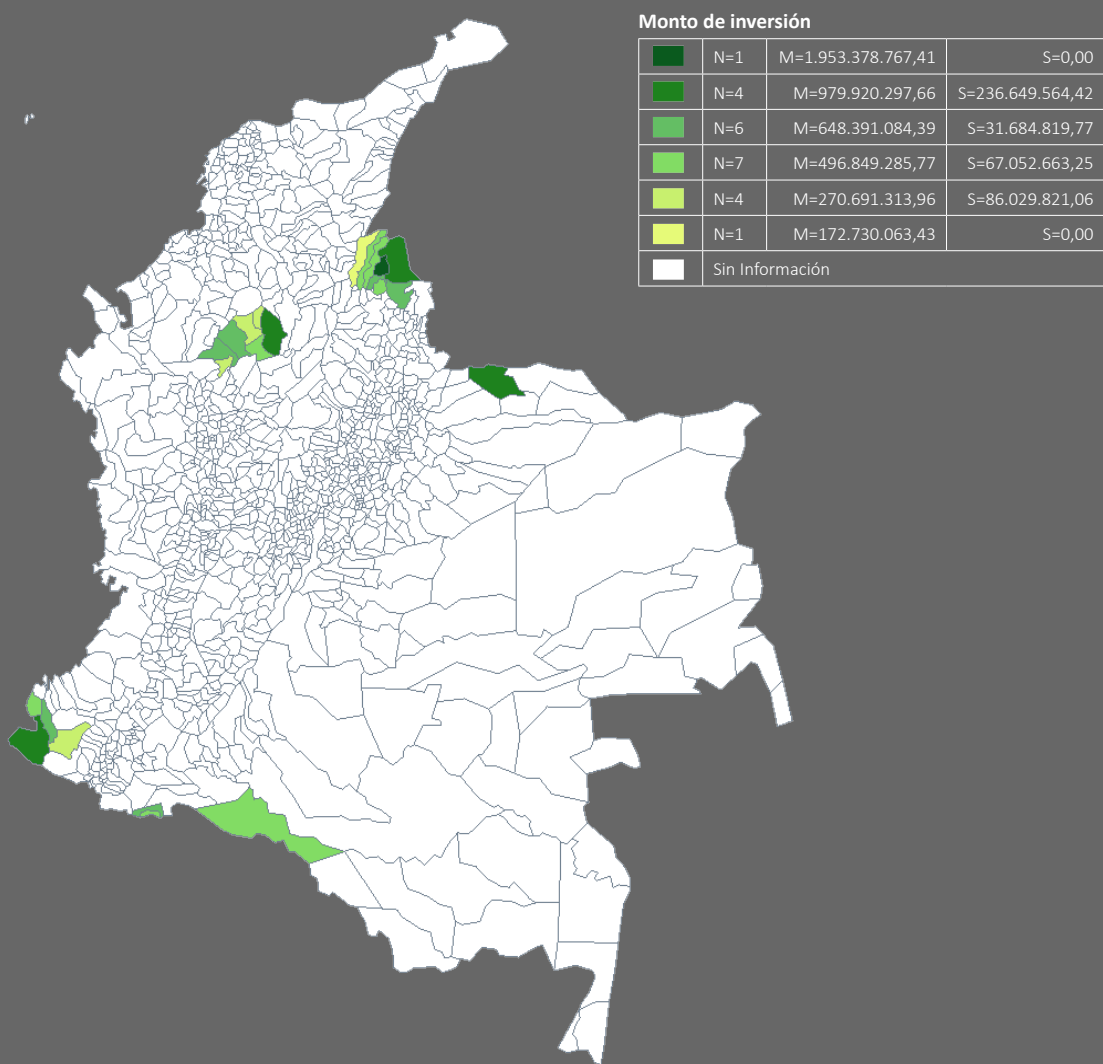 Monto de inversión
N=1 M=1.953.378.767,41 S=0,00
N=4 M=979.920.297,66 S=236.649.564,42
N=6 M=648.391.084,39 S=31.684.819,77
N=7 M=496.849.285,77 S=67.052.663,25
N=4 M=270.691.313,96 S=86.029.821,06
N=1 M=172.730.063,43 S=0,00
Sin Información